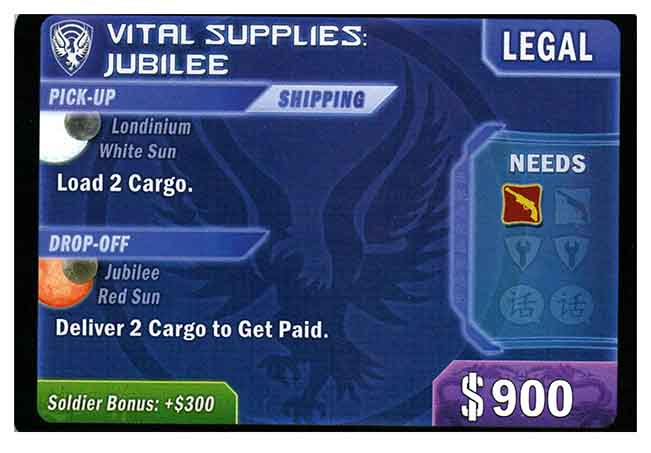 VITAL SUPPLIES:
JUBILEE
LEGAL
PICK-UP
SHIPPING
Londinium
White Sun
Load 2 Cargo.
NEEDS
DROP-OFF
Jubilee
Red Sun
Deliver 2 Cargo to Get Paid.
话 话
Soldier Bonus: +$300
$900